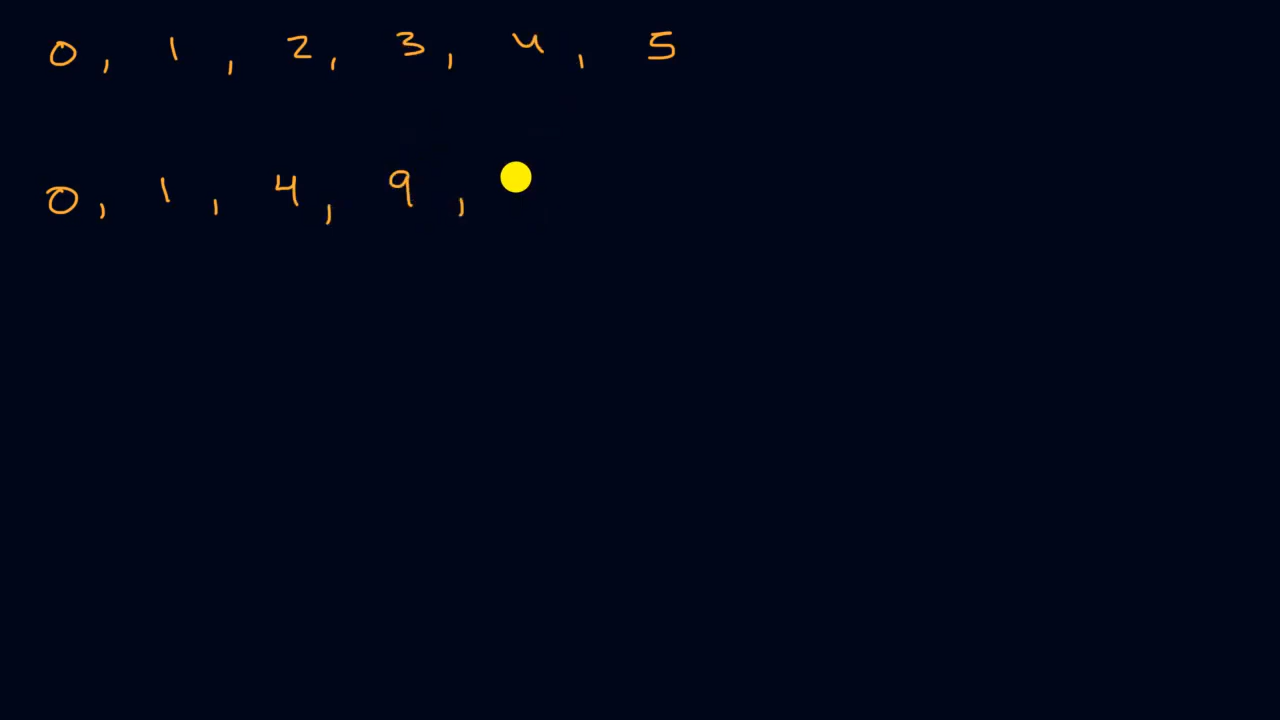 0, 1, 2, 3, 4, 5
0, 1, 4, 9,